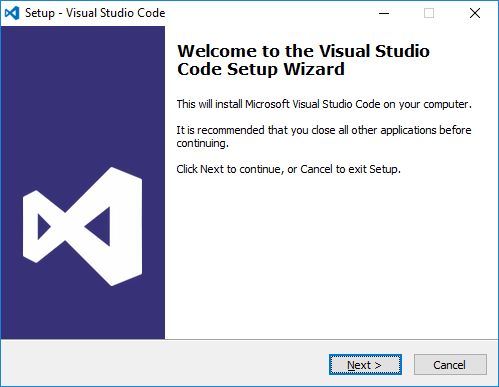 Setup - Visual Studio Code
Welcome to the Visual Studio
Code Setup Wizard
This will install Microsoft Visual Studio Code on your computer.
It is recommended that you close all other applications before
continuing.
Click Next to continue, or Cancel to exit Setup.
Next >
Cancel